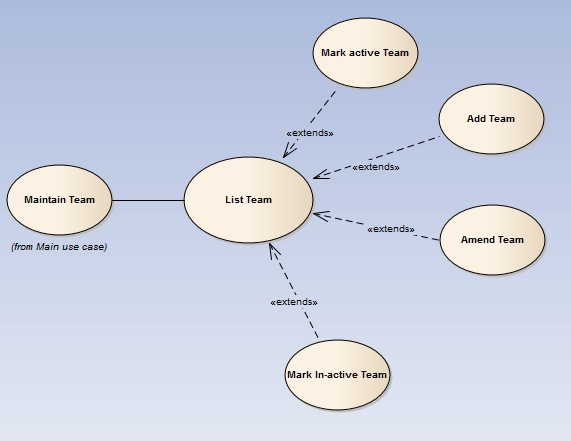 Mark active Team
«extends»
Add Team
«extends»
Maintain Team
List Team
(from Main use case)
«extends»
Amend Team
«extends»
Mark In-active Team